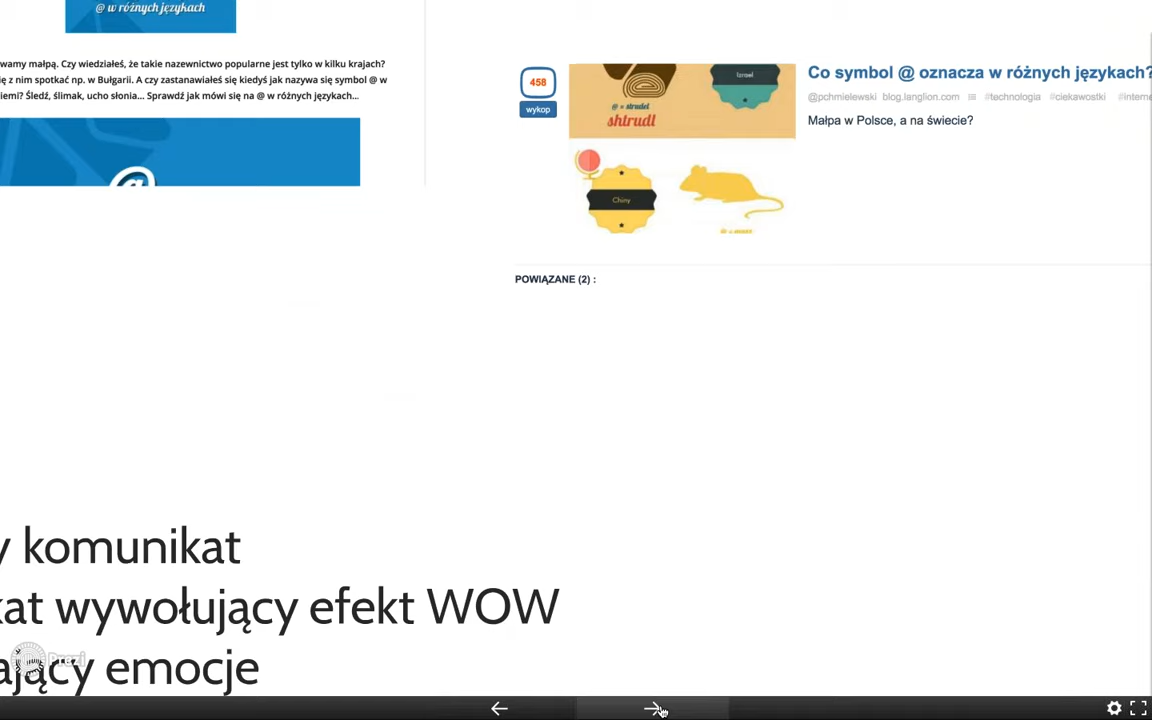 @ w różnych językach
wamy małpą. Czy wiedziałeś, że takie nazewnictwo popularne jest tylko w kilku krajach?
ę z nim spotkać np. w Bułgarii. A czy zastanawiałeś się kiedyś jak nazywa się symbol @ w
iemi? Śledź, ślimak, ucho słonia... Sprawdź jak mówi się na @ w różnych językach...
@
458
wykop
@ = strudel
shtrudl
Izrael
Chiny
Co symbol @ oznacza w różnych językach?
@pchmielewski blog.langlion.com #technologia #ciekawostki #interne
Małpa w Polsce, a na świecie?
POWIĄZANE (2) :
y komunikat
kat wywołujący efekt WOW
ający emocje
Prezi